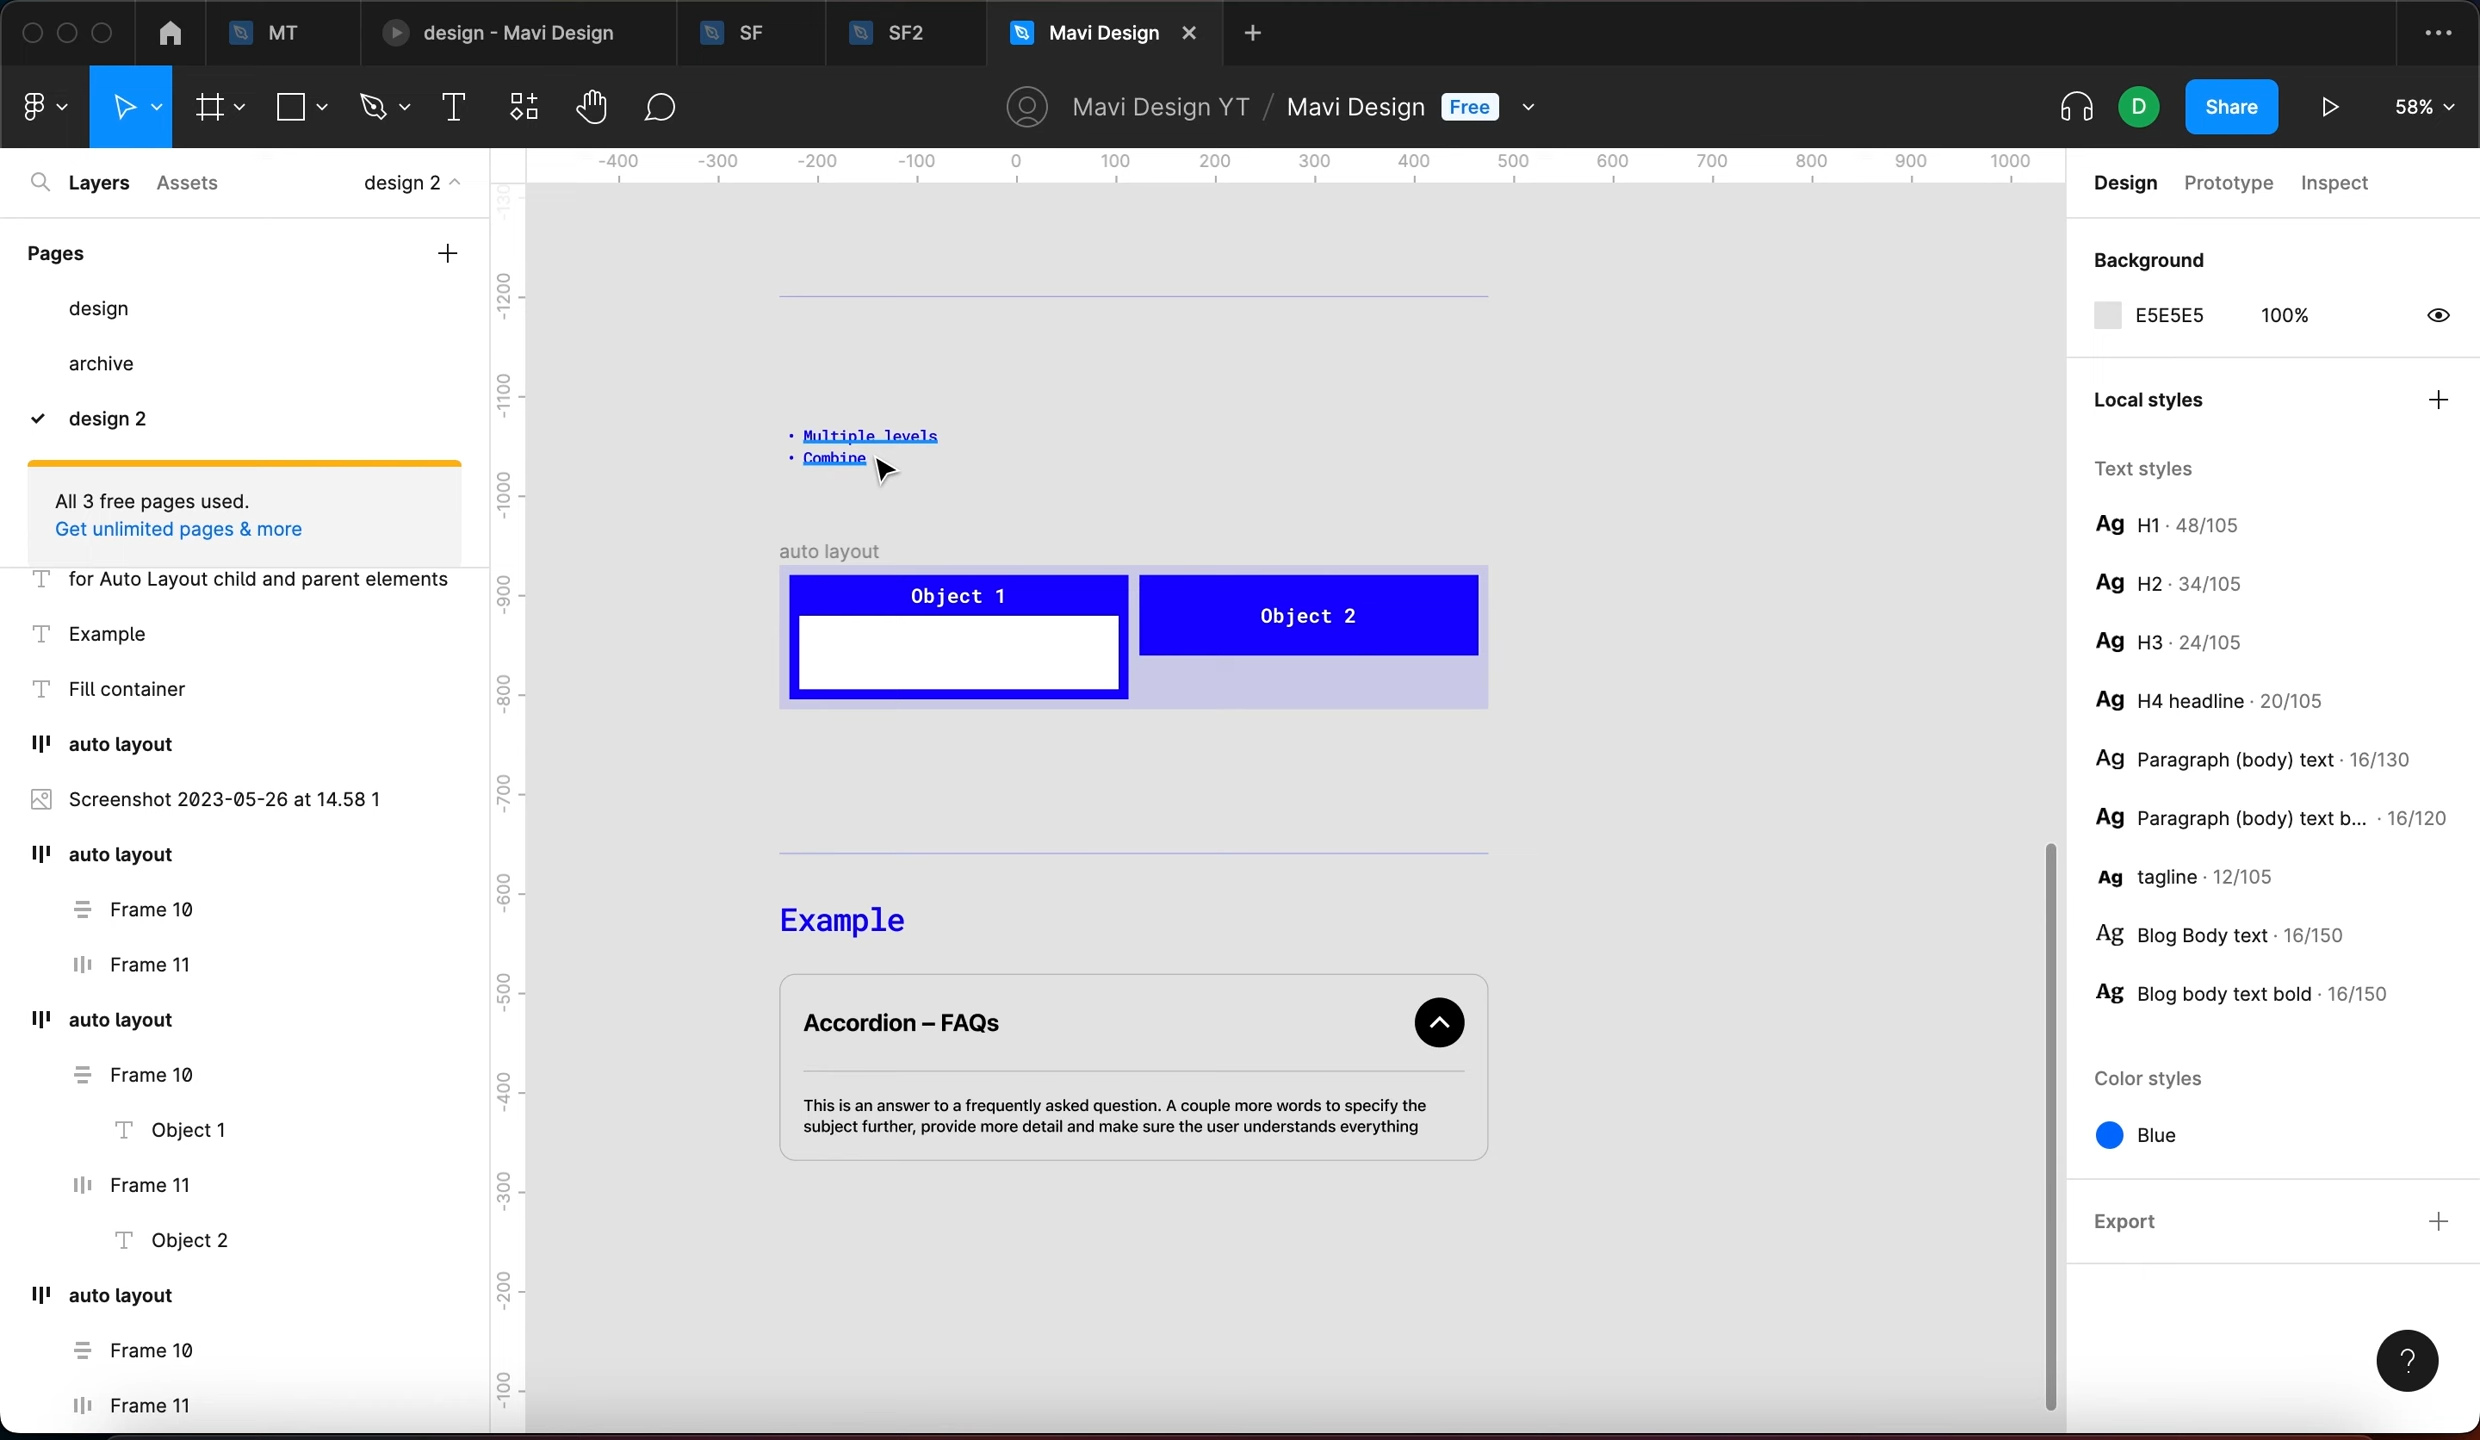 MT
design - Mavi Design
SF
SF2
Mavi Design
Mavi Design YT / Mavi Design Free
D
Share
58%
Layers Assets design 2
Pages
design
archive
design 2
All 3 free pages used.
Get unlimited pages & more
for Auto Layout child and parent elements
Example
Fill container
auto layout
Screenshot 2023-05-26 at 14.58 1
auto layout
Frame 10
Frame 11
auto layout
Frame 10
Object 1
Frame 11
Object 2
auto layout
Frame 10
Frame 11
-400 -300 -200 -100 0 100 200 300 400 500 600 700 800 900 1000
-130
-1200
-1100
-1000
-900
-800
-700
-600
-500
-400
-300
-200
-100
• Multiple levels
• Combine
auto layout
Object 1
Object 2
Example
Accordion – FAQs
This is an answer to a frequently asked question. A couple more words to specify the
subject further, provide more detail and make sure the user understands everything
Design Prototype Inspect
Background
E5E5E5 100%
Local styles
Text styles
Ag H1 · 48/105
Ag H2 · 34/105
Ag H3 · 24/105
Ag H4 headline · 20/105
Ag Paragraph (body) text · 16/130
Ag Paragraph (body) text b... · 16/120
Ag tagline · 12/105
Ag Blog Body text · 16/150
Ag Blog body text bold · 16/150
Color styles
Blue
Export
?